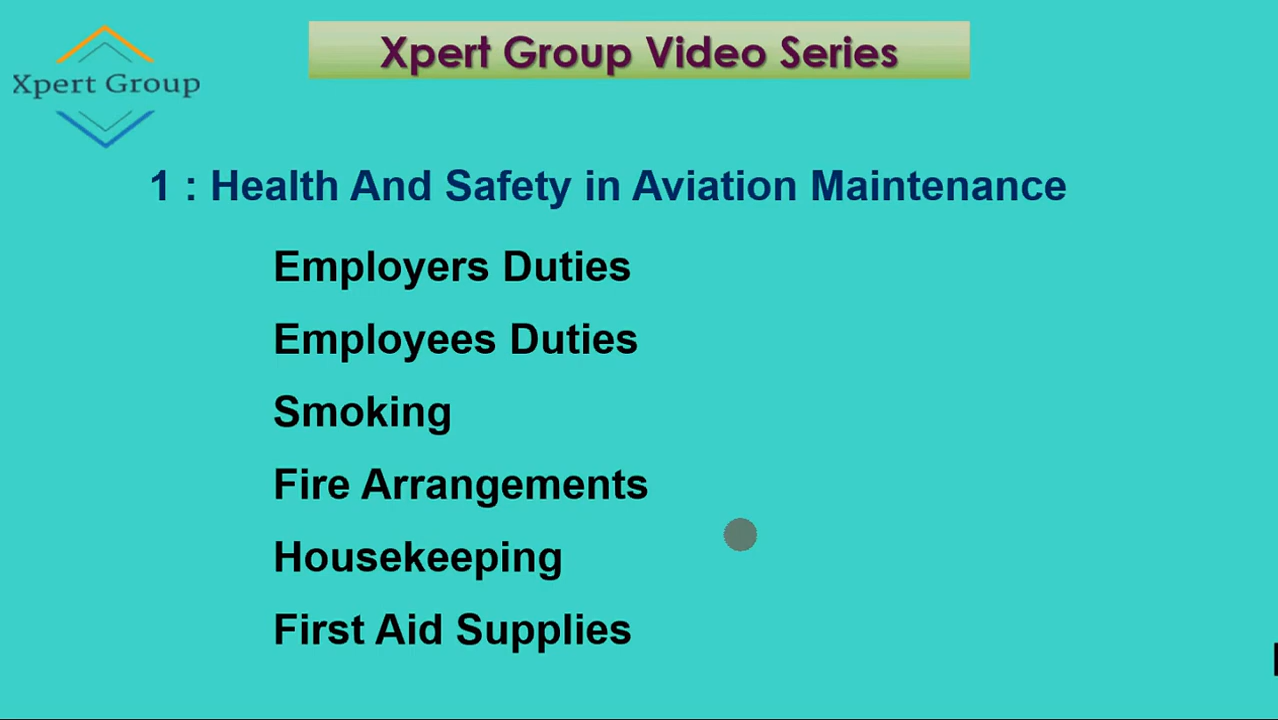 Xpert Group Video Series
Xpert Group
1 : Health And Safety in Aviation Maintenance
Employers Duties
Employees Duties
Smoking
Fire Arrangements
Housekeeping
First Aid Supplies